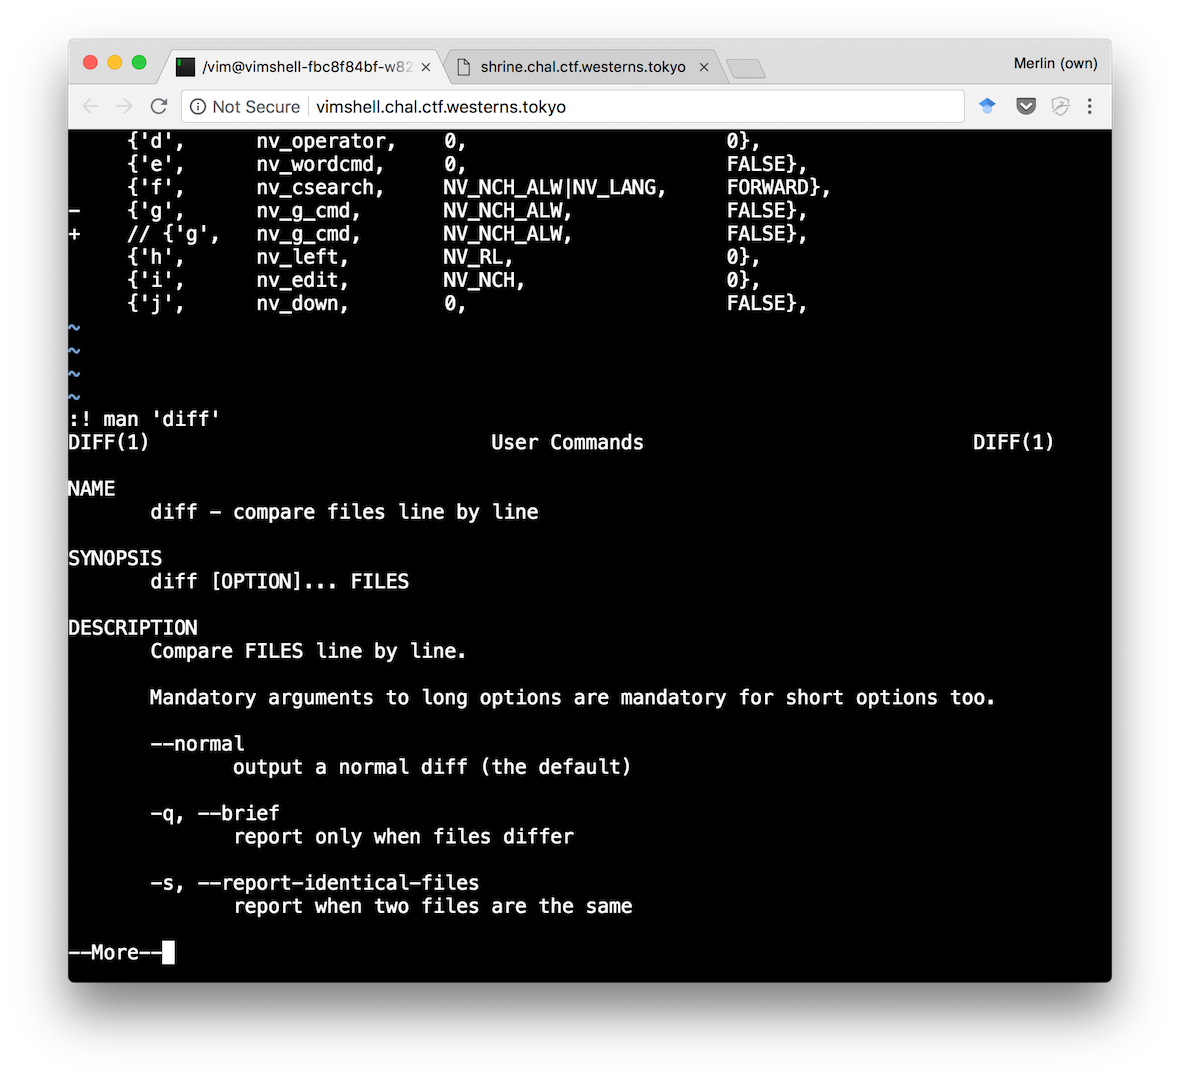 /vim@vimshell-fbc8f84bf-w82
shrine.chal.ctf.westerns.tokyo
Merlin (own)
Not Secure
vimshell.chal.ctf.westerns.tokyo
{'d', nv_operator, 0, 0},
{'e', nv_wordcmd, 0, FALSE},
{'f', nv_csearch, NV_NCH_ALW|NV_LANG, FORWARD},
- {'g', nv_g_cmd, NV_NCH_ALW, FALSE},
+ // {'g', nv_g_cmd, NV_NCH_ALW, FALSE},
{'h', nv_left, NV_RL, 0},
{'i', nv_edit, NV_NCH, 0},
{'j', nv_down, 0, FALSE},
~
~
~
~
:! man 'diff'
DIFF(1) User Commands DIFF(1)
NAME
diff - compare files line by line
SYNOPSIS
diff [OPTION]... FILES
DESCRIPTION
Compare FILES line by line.
Mandatory arguments to long options are mandatory for short options too.
--normal
output a normal diff (the default)
-q, --brief
report only when files differ
-s, --report-identical-files
report when two files are the same
--More--